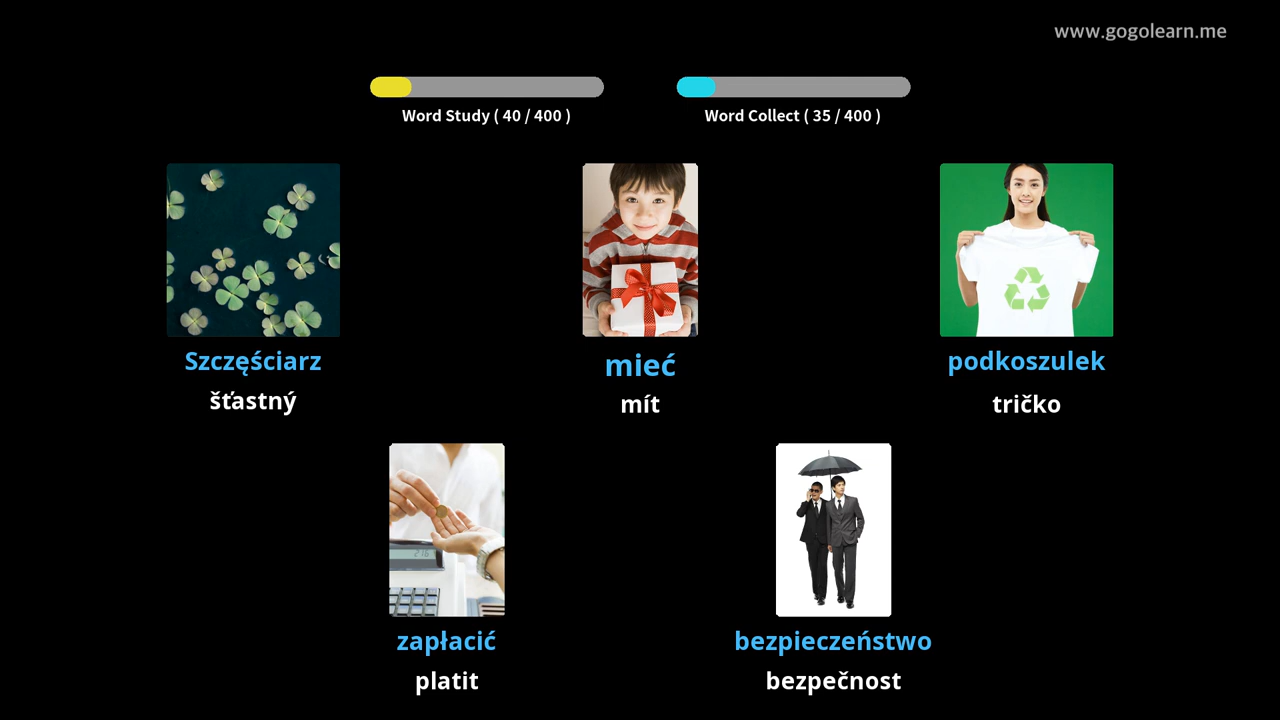 www.gogolearn.me
Word Study ( 40 / 400 )
Word Collect ( 35 / 400 )
Szczęściarz
šťastný
mieć
mít
podkoszulek
tričko
zapłacić
platit
bezpieczeństwo
bezpečnost